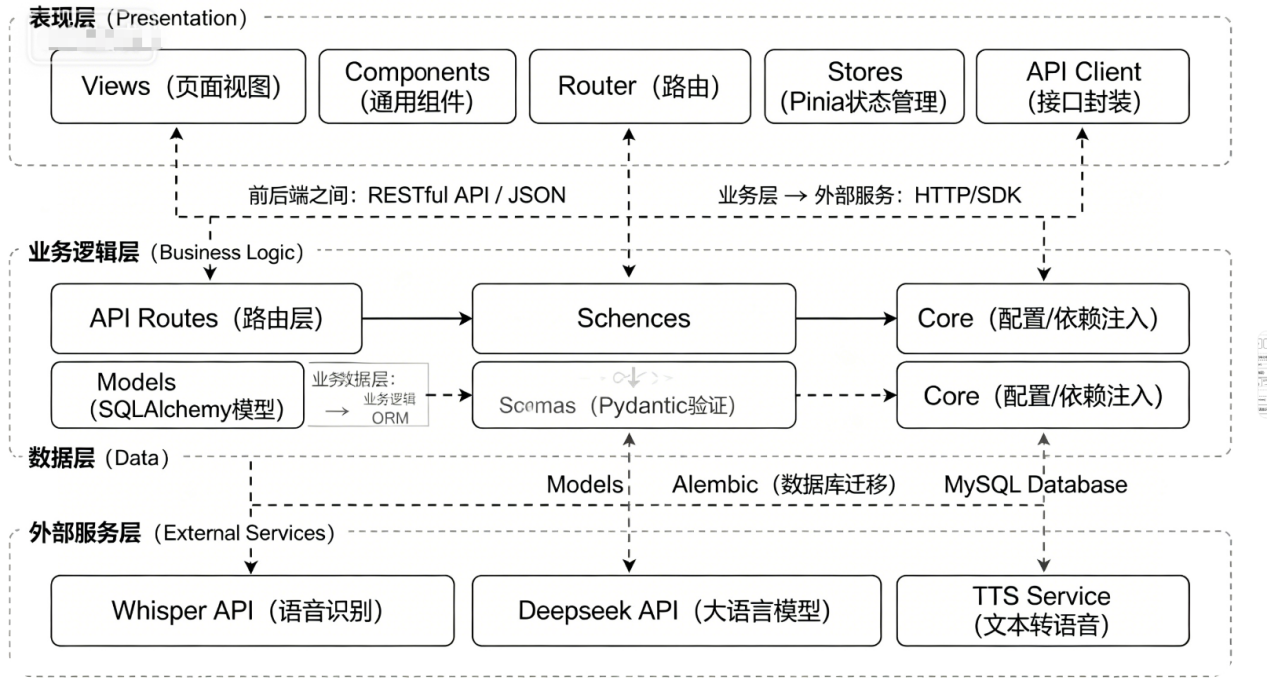 表现层（Presentation）
Views（页面视图）
Components
（通用组件）
Router（路由）
Stores
（Pinia状态管理）
API Client
（接口封装）
前后端之间：RESTful API / JSON
业务层 → 外部服务：HTTP/SDK
业务逻辑层（Business Logic）
API Routes（路由层）
Schences
Core（配置/依赖注入）
Models
（SQLAlchemy模型）
业务数据层：
→ 业务逻辑
ORM
Scomas（Pydantic验证）
Core（配置/依赖注入）
数据层（Data）
Models
Alembic（数据库迁移）
MySQL Database
外部服务层（External Services）
Whisper API（语音识别）
Deepseek API（大语言模型）
TTS Service
（文本转语音）